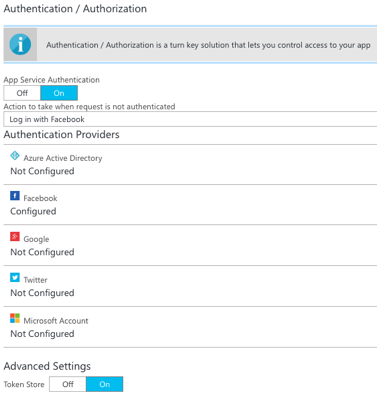 Authentication / Authorization
Authentication / Authorization is a turn key solution that lets you control access to your app
App Service Authentication
Off On
Action to take when request is not authenticated
Log in with Facebook
Authentication Providers
Azure Active Directory
Not Configured
Facebook
Configured
Google
Not Configured
Twitter
Not Configured
Microsoft Account
Not Configured
Advanced Settings
Token Store Off On